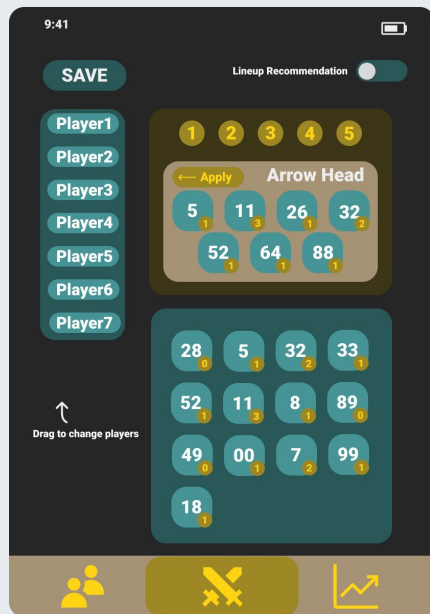 9:41
SAVE
Lineup Recommendation
Player1
Player2
Player3
Player4
Player5
Player6
Player7
Drag to change players
1 2 3 4 5
← Apply
Arrow Head
5 1 11 3 26 1 32 2
52 1 64 1 88 1
28 0 5 1 32 2 33 1
52 1 11 3 8 1 89 0
49 0 00 1 7 2 99 1
18 1